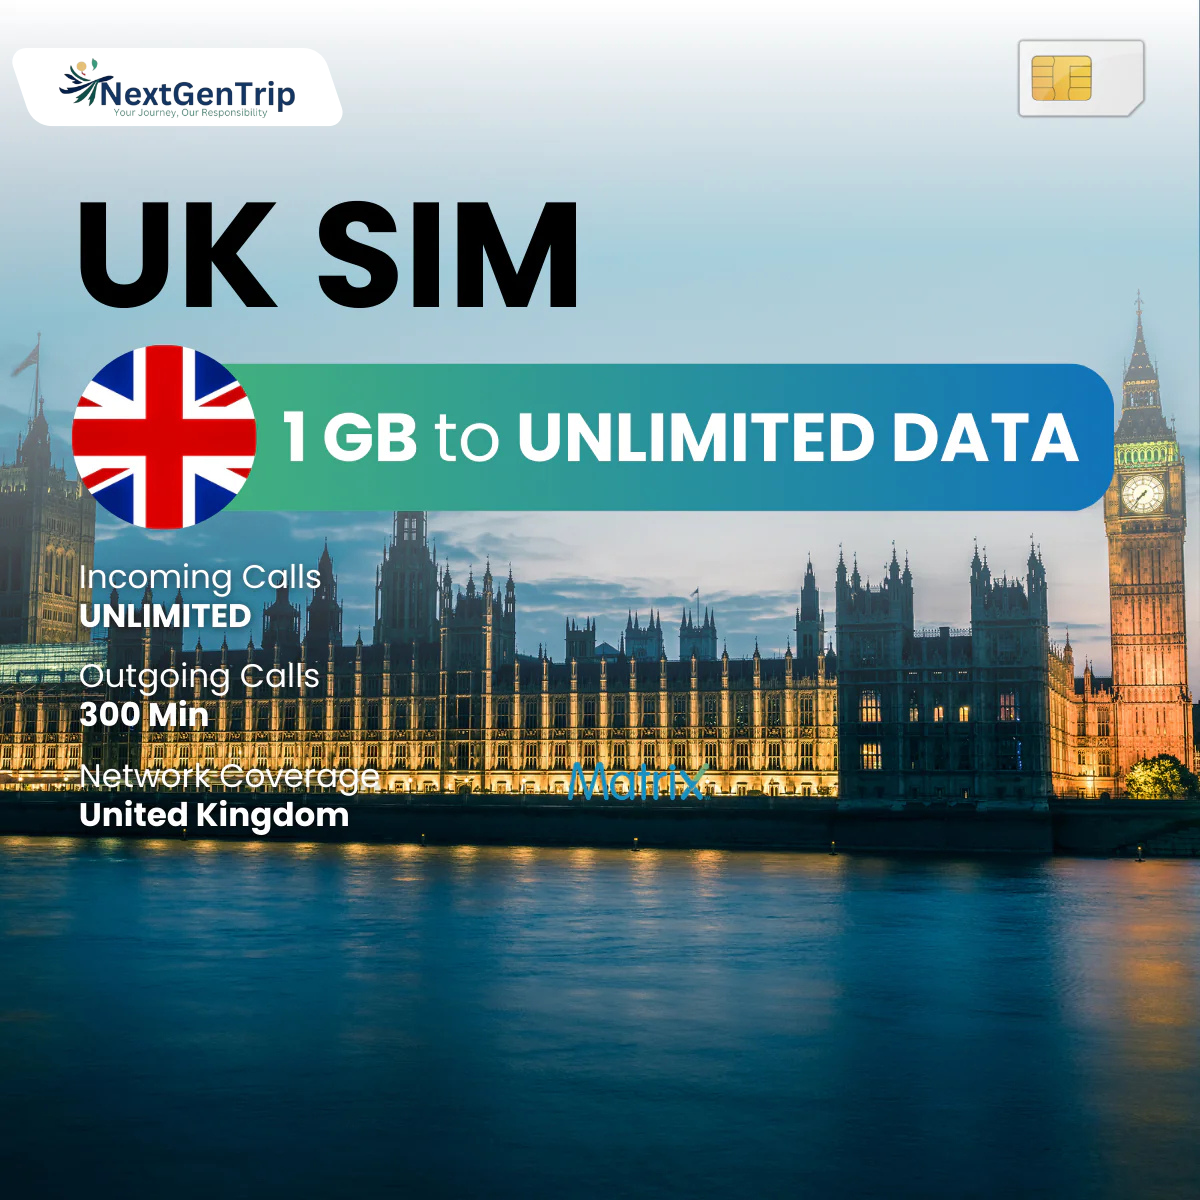 NextGenTrip
Your Journey, Our Responsibility
UK SIM
1 GB to UNLIMITED DATA
Incoming Calls
UNLIMITED
Outgoing Calls
300 Min
Network Coverage
United Kingdom
Matrix